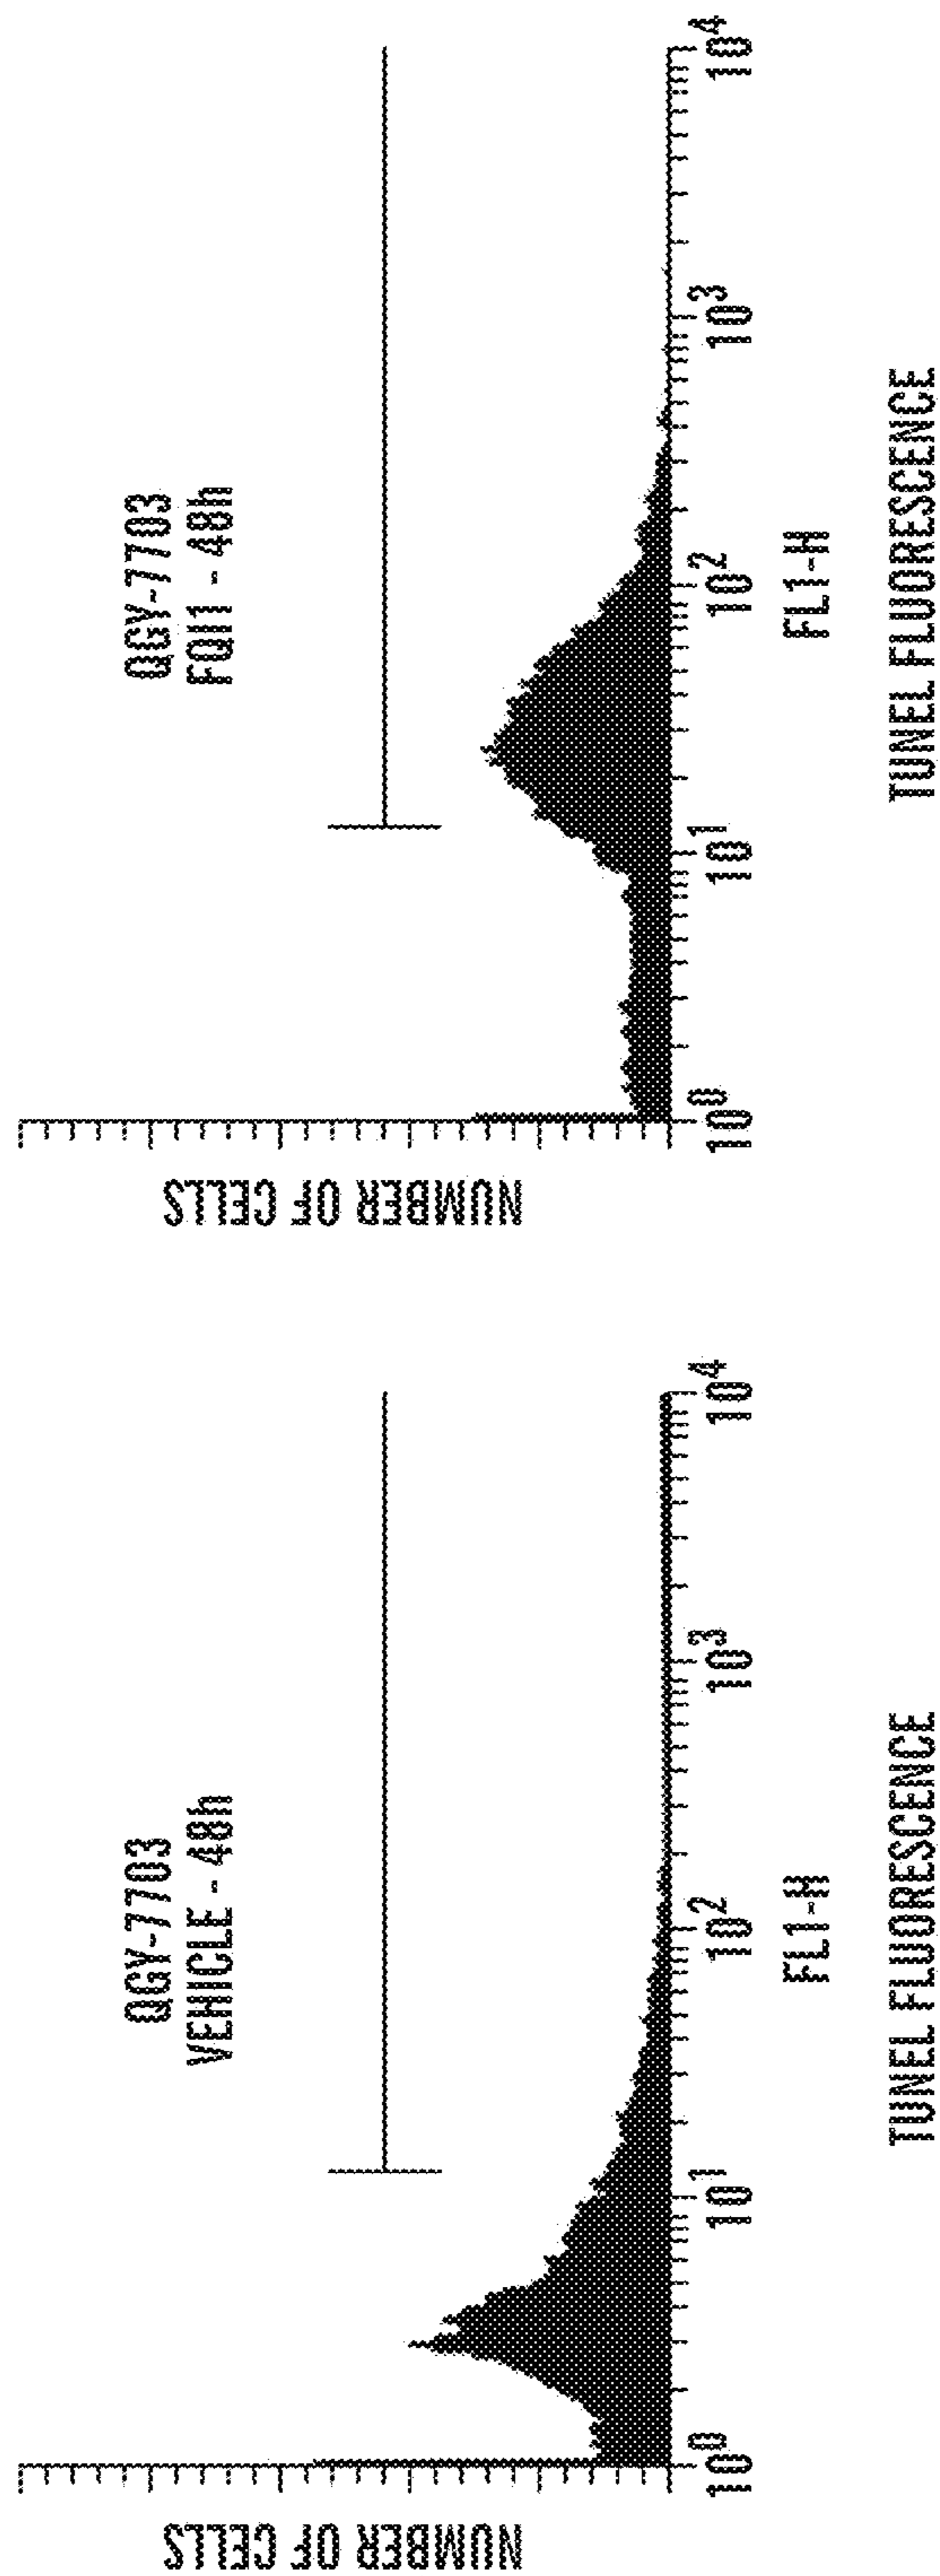 QGY-7703
VEHICLE - 48h
NUMBER OF CELLS
10^0 10^1 10^2 10^3 10^4
FL1-H
TUNEL FLUORESCENCE
QGY-7703
FQI1 - 48h
NUMBER OF CELLS
10^0 10^1 10^2 10^3 10^4
FL1-H
TUNEL FLUORESCENCE